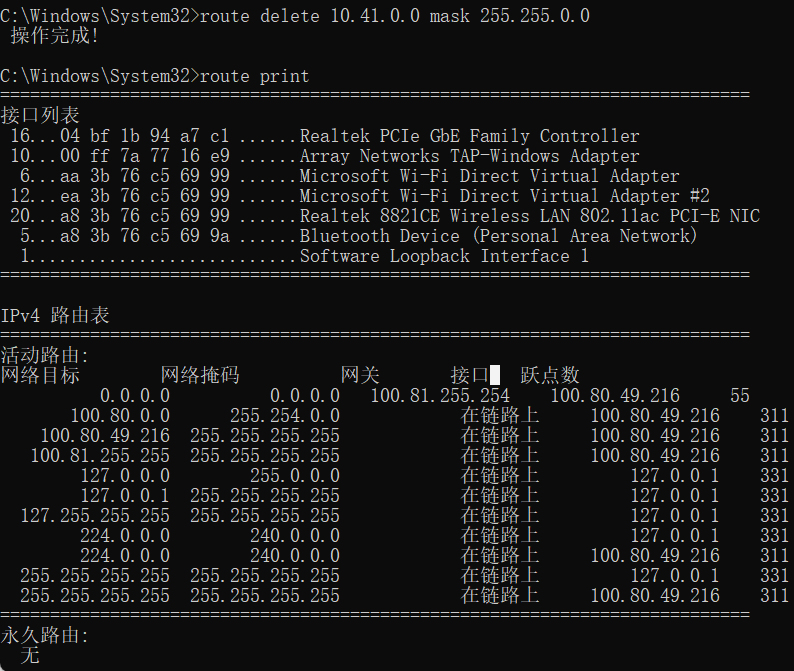 C:\Windows\System32>route delete 10.41.0.0 mask 255.255.0.0
操作完成!
C:\Windows\System32>route print
===========================================================================
接口列表
16...04 bf 1b 94 a7 c1 ......Realtek PCIe GbE Family Controller
10...00 ff 7a 77 16 e9 ......Array Networks TAP-Windows Adapter
6...aa 3b 76 c5 69 99 ......Microsoft Wi-Fi Direct Virtual Adapter
12...ea 3b 76 c5 69 99 ......Microsoft Wi-Fi Direct Virtual Adapter #2
20...a8 3b 76 c5 69 99 ......Realtek 8821CE Wireless LAN 802.11ac PCI-E NIC
5...a8 3b 76 c5 69 9a ......Bluetooth Device (Personal Area Network)
1...........................Software Loopback Interface 1
===========================================================================
IPv4 路由表
===========================================================================
活动路由:
网络目标 网络掩码 网关 接口 跃点数
0.0.0.0 0.0.0.0 100.81.255.254 100.80.49.216 55
100.80.0.0 255.254.0.0 在链路上 100.80.49.216 311
100.80.49.216 255.255.255.255 在链路上 100.80.49.216 311
100.81.255.255 255.255.255.255 在链路上 100.80.49.216 311
127.0.0.0 255.0.0.0 在链路上 127.0.0.1 331
127.0.0.1 255.255.255.255 在链路上 127.0.0.1 331
127.255.255.255 255.255.255.255 在链路上 127.0.0.1 331
224.0.0.0 240.0.0.0 在链路上 127.0.0.1 331
224.0.0.0 240.0.0.0 在链路上 100.80.49.216 311
255.255.255.255 255.255.255.255 在链路上 127.0.0.1 331
255.255.255.255 255.255.255.255 在链路上 100.80.49.216 311
===========================================================================
永久路由:
无